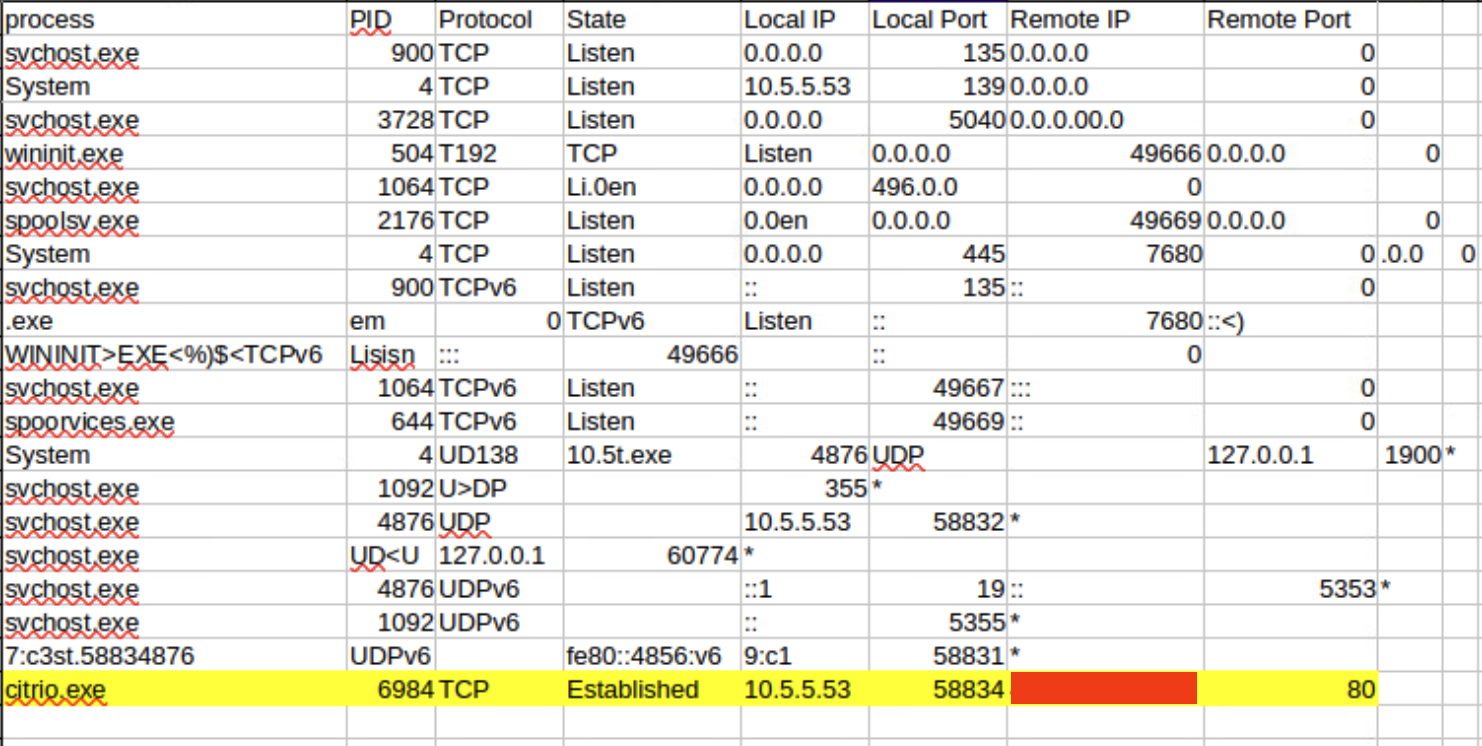 process PID Protocol State Local IP Local Port Remote IP Remote Port
svchost.exe 900 TCP Listen 0.0.0.0 135 0.0.0.0 0
System 4 TCP Listen 10.5.5.53 139 0.0.0.0 0
svchost.exe 3728 TCP Listen 0.0.0.0 5040 0.0.0.00.0 0
wininit.exe 504 T192 TCP Listen 0.0.0.0 49666 0.0.0.0 0
svchost.exe 1064 TCP Li.0en 0.0.0.0 496.0.0 0
spoolsv.exe 2176 TCP Listen 0.0en 0.0.0.0 49669 0.0.0.0 0
System 4 TCP Listen 0.0.0.0 445 7680 0 .0.0 0
svchost.exe 900 TCPv6 Listen :: 135 :: 0
.exe em 0 TCPv6 Listen :: 7680 ::<)
WININIT>EXE<%)$<TCPv6 Lisisn ::: 49666 :: 0
svchost.exe 1064 TCPv6 Listen :: 49667 ::: 0
spoorvices.exe 644 TCPv6 Listen :: 49669 :: 0
System 4 UD138 10.5t.exe 4876 UDP 127.0.0.1 1900 *
svchost.exe 1092 U>DP 355 *
svchost.exe 4876 UDP 10.5.5.53 58832 *
svchost.exe UD<U 127.0.0.1 60774 *
svchost.exe 4876 UDPv6 ::1 19 :: 5353 *
svchost.exe 1092 UDPv6 :: 5355 *
7:c3st.58834876 UDPv6 fe80::4856:v6 9:c1 58831 *
citrio.exe 6984 TCP Established 10.5.5.53 58834 80